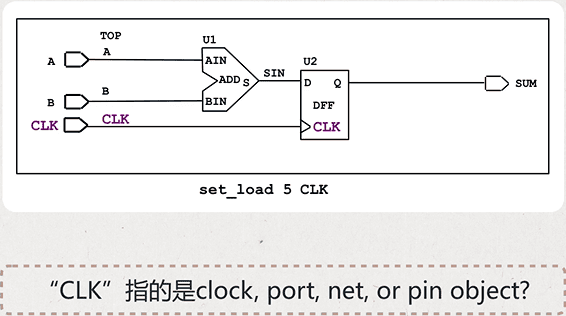 TOP
U1
A
A
AIN
ADD
S
SIN
U2
B
B
BIN
D
Q
SUM
DFF
CLK
CLK
CLK
set_load 5 CLK
“CLK”指的是clock, port, net, or pin object?